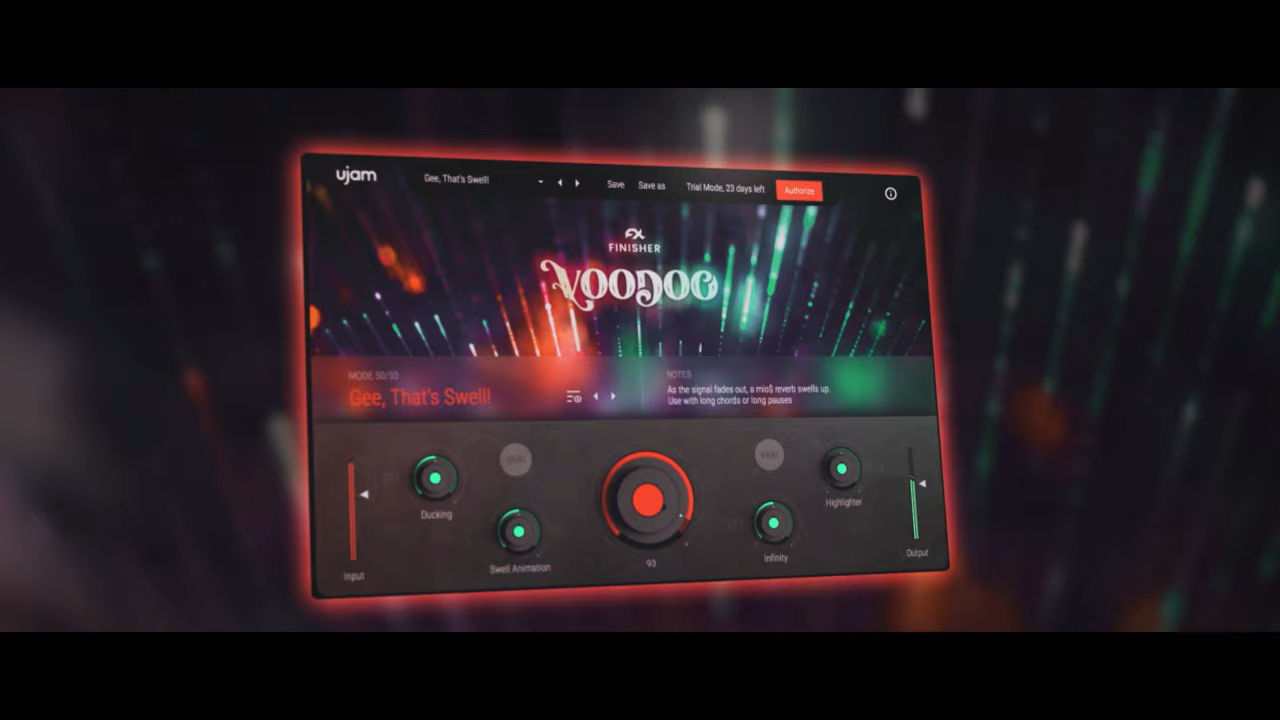 ujam
Gee, That's Swell!
Save
Save as
Trial Mode, 23 days left
Authorize
FINISHER
VOODOO
MODE 50/50
Gee, That's Swell!
NOTES
As the signal fades out, a mio$ reverb swells up.
Use with long chords or long pauses
Ducking
Highlighter
Input
Swell Animation
93
Infinity
Output